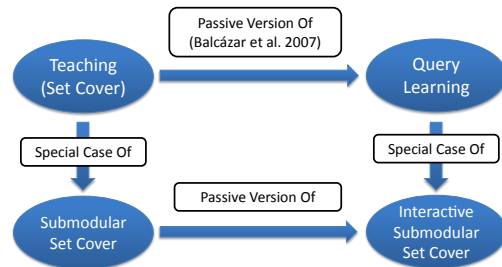 Passive Version Of
(Balcázar et al. 2007)
Teaching
(Set Cover)
Query
Learning
Special Case Of
Special Case Of
Passive Version Of
Submodular
Set Cover
Interactive
Submodular
Set Cover